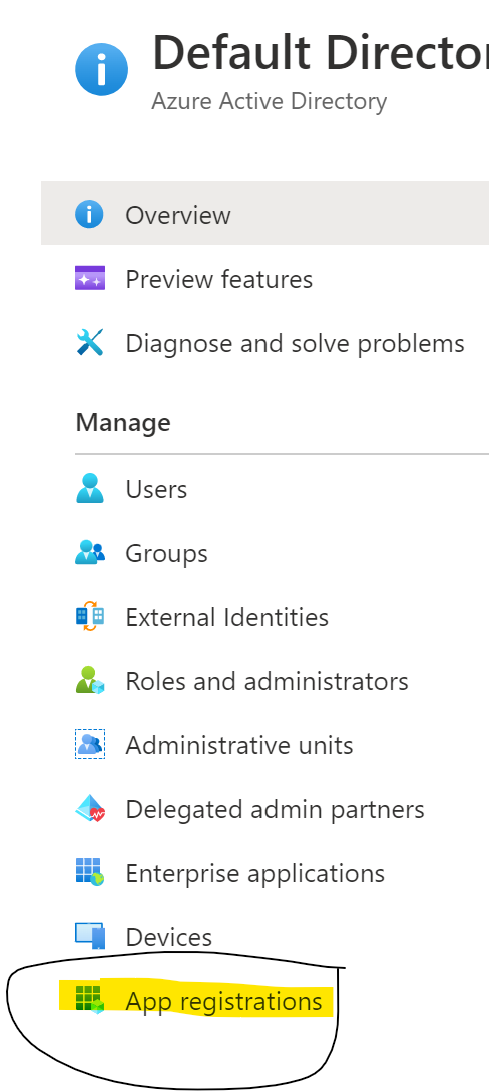 Default Director
Azure Active Directory
Overview
Preview features
Diagnose and solve problems
Manage
Users
Groups
External Identities
Roles and administrators
Administrative units
Delegated admin partners
Enterprise applications
Devices
App registrations